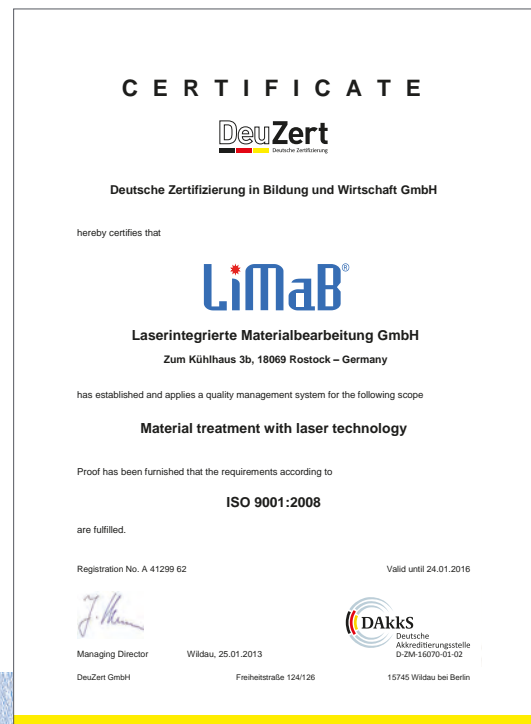 CERTIFICATE
DeuZert
Deutsche Zertifizierung
Deutsche Zertifizierung in Bildung und Wirtschaft GmbH
hereby certifies that
LiMaB®
Laserintegrierte Materialbearbeitung GmbH
Zum Kühlhaus 3b, 18069 Rostock – Germany
has established and applies a quality management system for the following scope
Material treatment with laser technology
Proof has been furnished that the requirements according to
ISO 9001:2008
are fulfilled.
Registration No. A 41299 62 Valid until 24.01.2016
DAkkS
Deutsche
Akkreditierungsstelle
D-ZM-16070-01-02
Managing Director Wildau, 25.01.2013
DeuZert GmbH Freiheitstraße 124/126 15745 Wildau bei Berlin